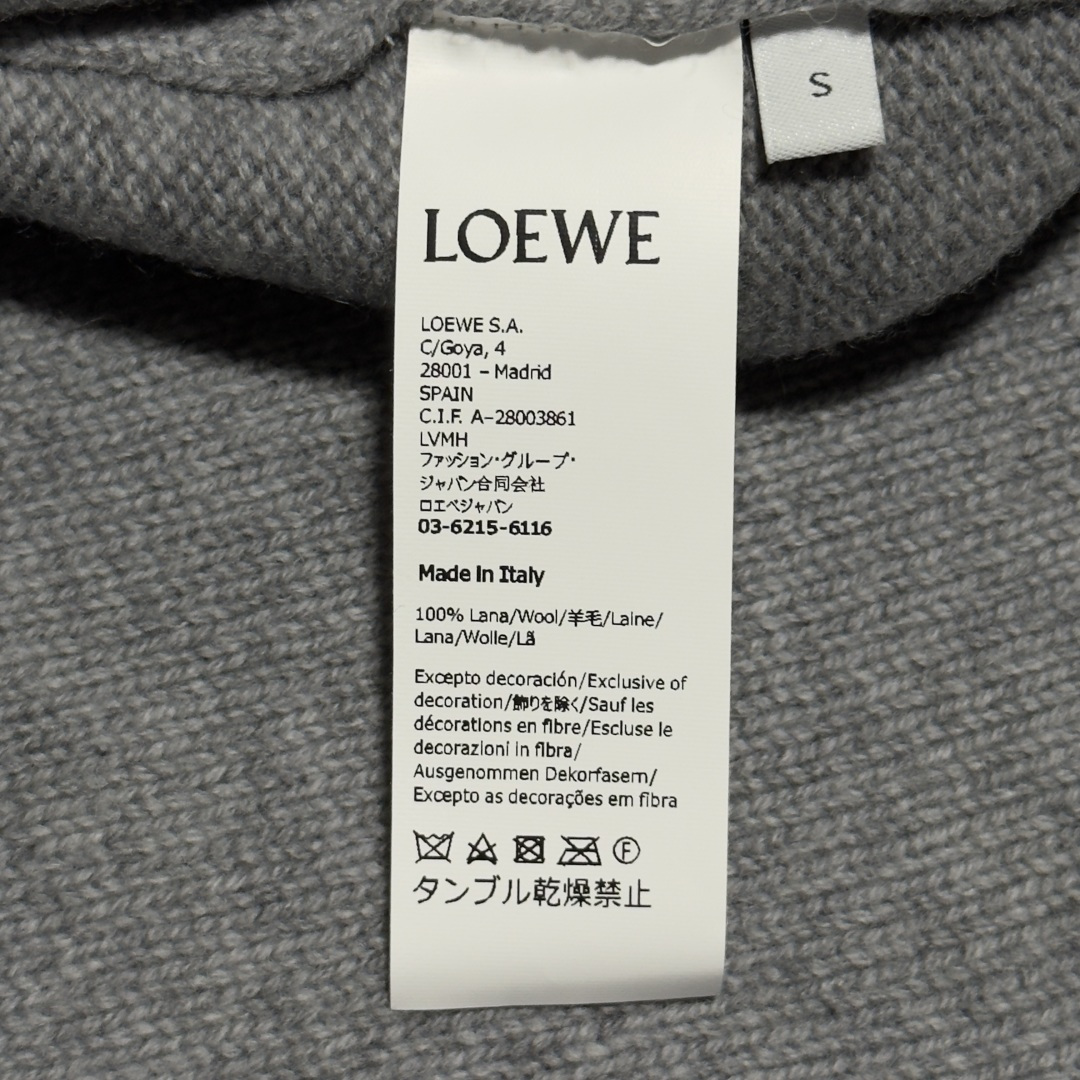 S
LOEWE
LOEWE S.A.
C/Goya, 4
28001 – Madrid
SPAIN
C.I.F. A–28003861
LVMH
ファッション・グループ・
ジャパン合同会社
ロエベジャパン
03-6215-6116
Made in Italy
100% Lana/Wool/羊毛/Laine/
Lana/Wolle/Lã
Excepto decoración/Exclusive of
decoration/飾りを除く/Sauf les
décorations en fibre/Escluse le
decorazioni in fibra/
Ausgenommen Dekorfasern/
Excepto as decorações em fibra
F
タンブル乾燥禁止